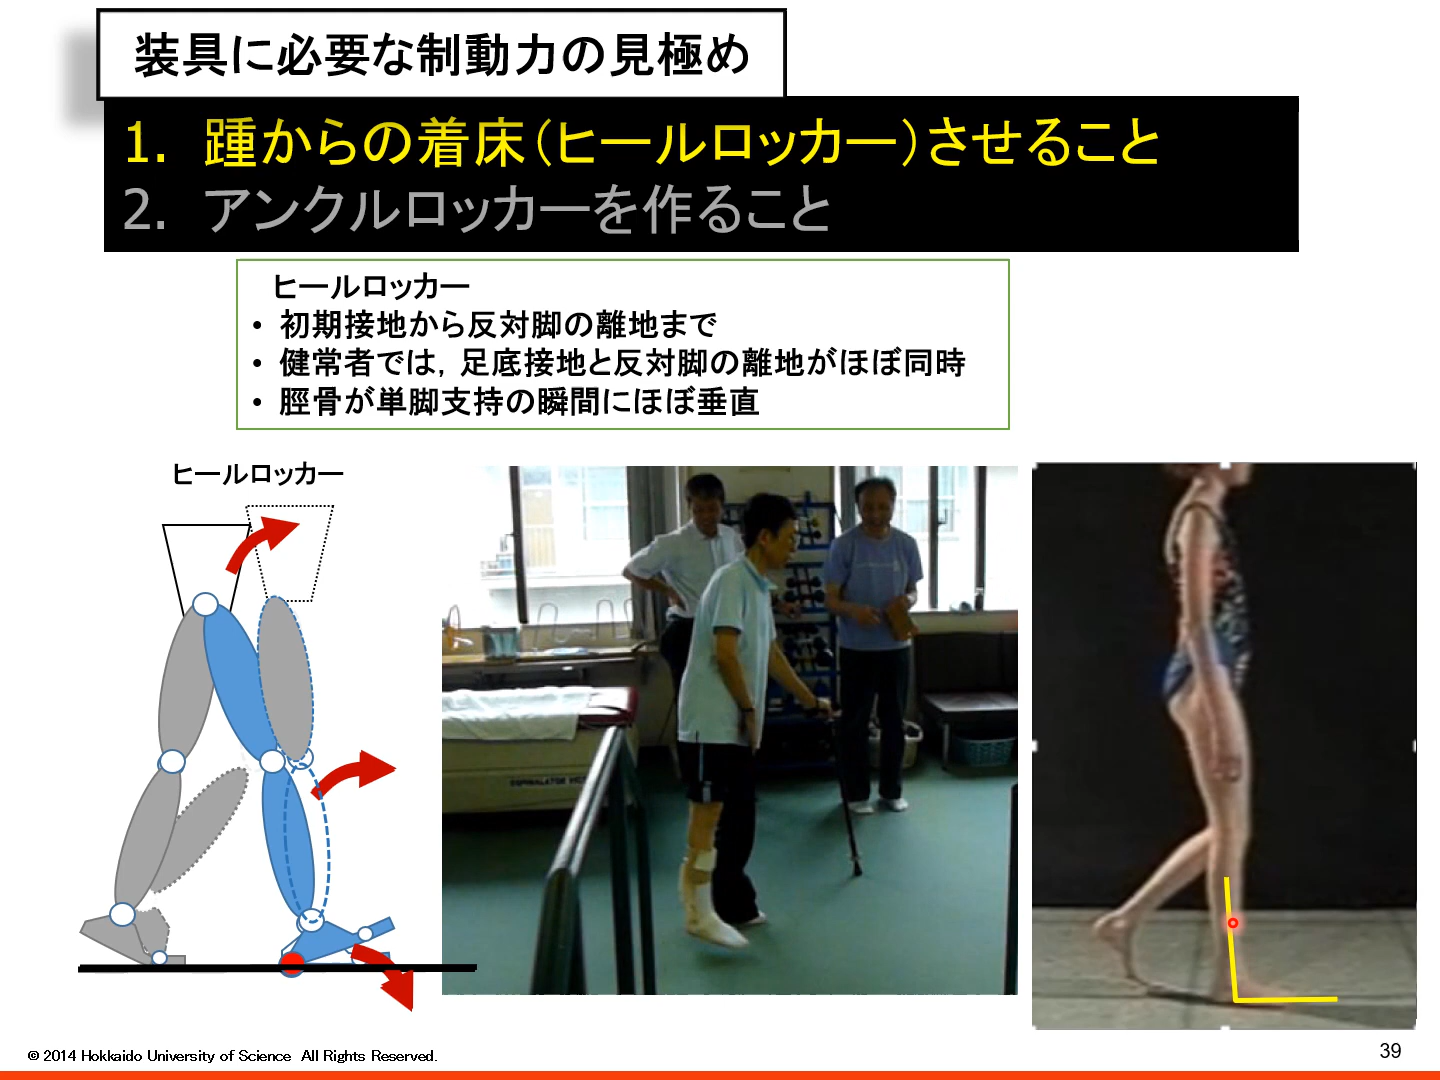 装具に必要な制動力の見極め
1. 踵からの着床（ヒールロッカー）させること
2. アンクルロッカーを作ること
ヒールロッカー
• 初期接地から反対脚の離地まで
• 健常者では，足底接地と反対脚の離地がほぼ同時
• 脛骨が単脚支持の瞬間にほぼ垂直
ヒールロッカー
© 2014 Hokkaido University of Science All Rights Reserved.
39